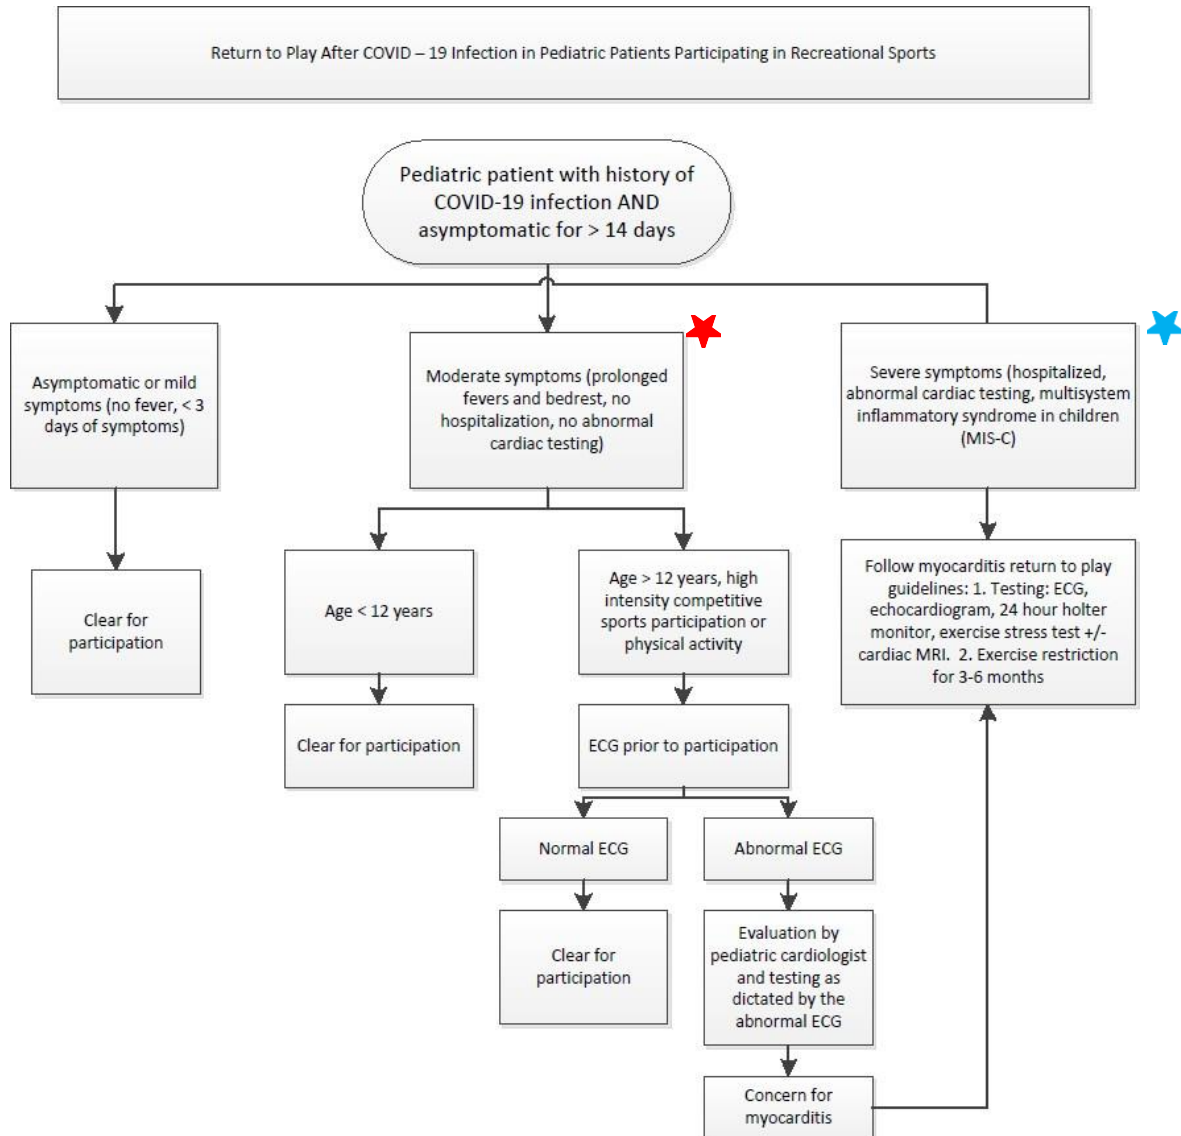 Return to Play After COVID – 19 Infection in Pediatric Patients Participating in Recreational Sports
Pediatric patient with history of
COVID-19 infection AND
asymptomatic for > 14 days
Asymptomatic or mild
symptoms (no fever, < 3
days of symptoms)
Moderate symptoms (prolonged
fevers and bedrest, no
hospitalization, no abnormal
cardiac testing)
Severe symptoms (hospitalized,
abnormal cardiac testing, multisystem
inflammatory syndrome in children
(MIS-C)
Clear for
participation
Age < 12 years
Age > 12 years, high
intensity competitive
sports participation or
physical activity
Follow myocarditis return to play
guidelines: 1. Testing: ECG,
echocardiogram, 24 hour holter
monitor, exercise stress test +/-
cardiac MRI.  2. Exercise restriction
for 3-6 months
Clear for participation
ECG prior to participation
Normal ECG
Abnormal ECG
Clear for
participation
Evaluation by
pediatric cardiologist
and testing as
dictated by the
abnormal ECG
Concern for
myocarditis